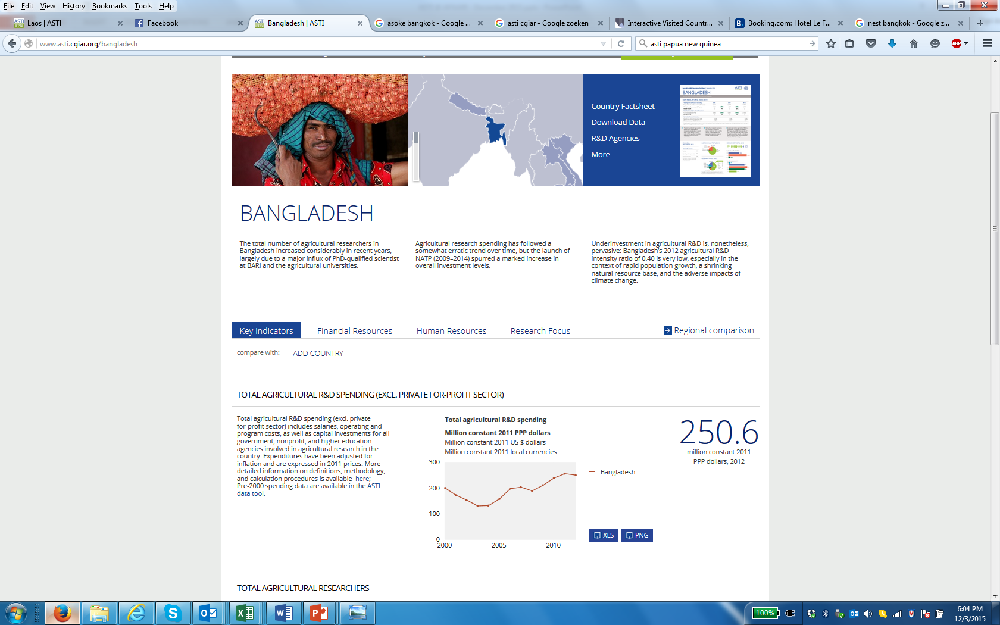 File Edit View History Bookmarks Tools Help
Laos | ASTI
Facebook
Bangladesh | ASTI
asoke bangkok - Google ...
asti cgiar - Google zoeken
Interactive Visited Countr...
Booking.com: Hotel Le F...
nest bangkok - Google z...
www.asti.cgiar.org/bangladesh
asti papua new guinea
ABP
Country Factsheet
Download Data
R&D Agencies
More
ASTI
BANGLADESH
BANGLADESH
The total number of agricultural researchers in
Bangladesh increased considerably in recent years,
largely due to a major influx of PhD-qualified scientist
at BARI and the agricultural universities.
Agricultural research spending has followed a
somewhat erratic trend over time, but the launch of
NATP (2009–2014) spurred a marked increase in
overall investment levels.
Underinvestment in agricultural R&D is, nonetheless,
pervasive: Bangladesh's 2012 agricultural R&D
intensity ratio of 0.40 is very low, especially in the
context of rapid population growth, a shrinking
natural resource base, and the adverse impacts of
climate change.
Key Indicators Financial Resources Human Resources Research Focus Regional comparison
compare with: ADD COUNTRY
TOTAL AGRICULTURAL R&D SPENDING (EXCL. PRIVATE FOR-PROFIT SECTOR)
Total agricultural R&D spending (excl. private
for-profit sector) includes salaries, operating and
program costs, as well as capital investments for all
government, nonprofit, and higher education
agencies involved in agricultural research in the
country. Expenditures have been adjusted for
inflation and are expressed in 2011 prices. More
detailed information on definitions, methodology,
and calculation procedures is available here;
Pre-2000 spending data are available in the ASTI
data tool.
Total agricultural R&D spending
Million constant 2011 PPP dollars
Million constant 2011 US $ dollars
Million constant 2011 local currencies
300
200
100
0
2000 2005 2010
Bangladesh
XLS PNG
250.6
million constant 2011
PPP dollars, 2012
TOTAL AGRICULTURAL RESEARCHERS
100%
6:04 PM
12/3/2015